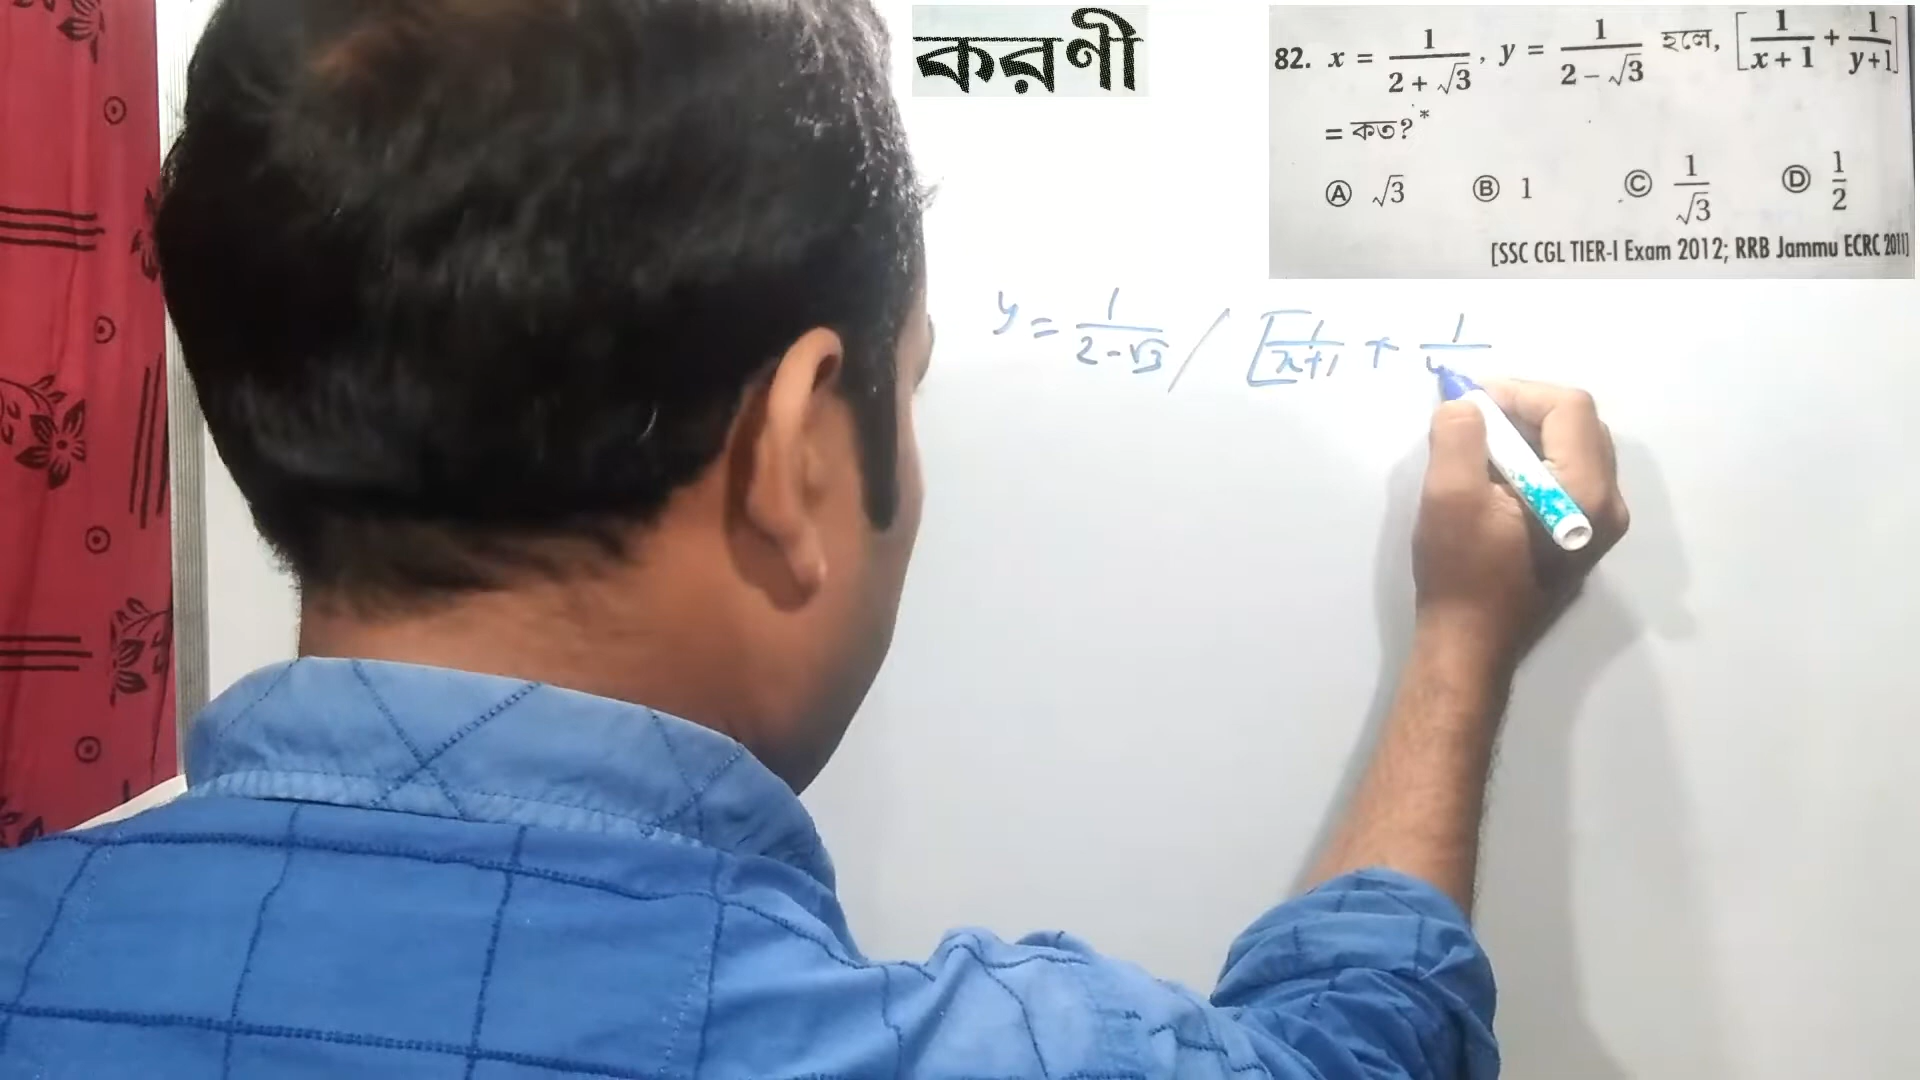 করণী
82. x = 1/(2 + √3), y = 1/(2 – √3) হলে, [1/(x + 1) + 1/(y+1)]
= কত?*
Ⓐ √3 Ⓑ 1 Ⓒ 1/√3 Ⓓ 1/2
[SSC CGL TIER-I Exam 2012; RRB Jammu ECRC 2011]
y = 1/(2-√3) / [1/(x+1) + 1/